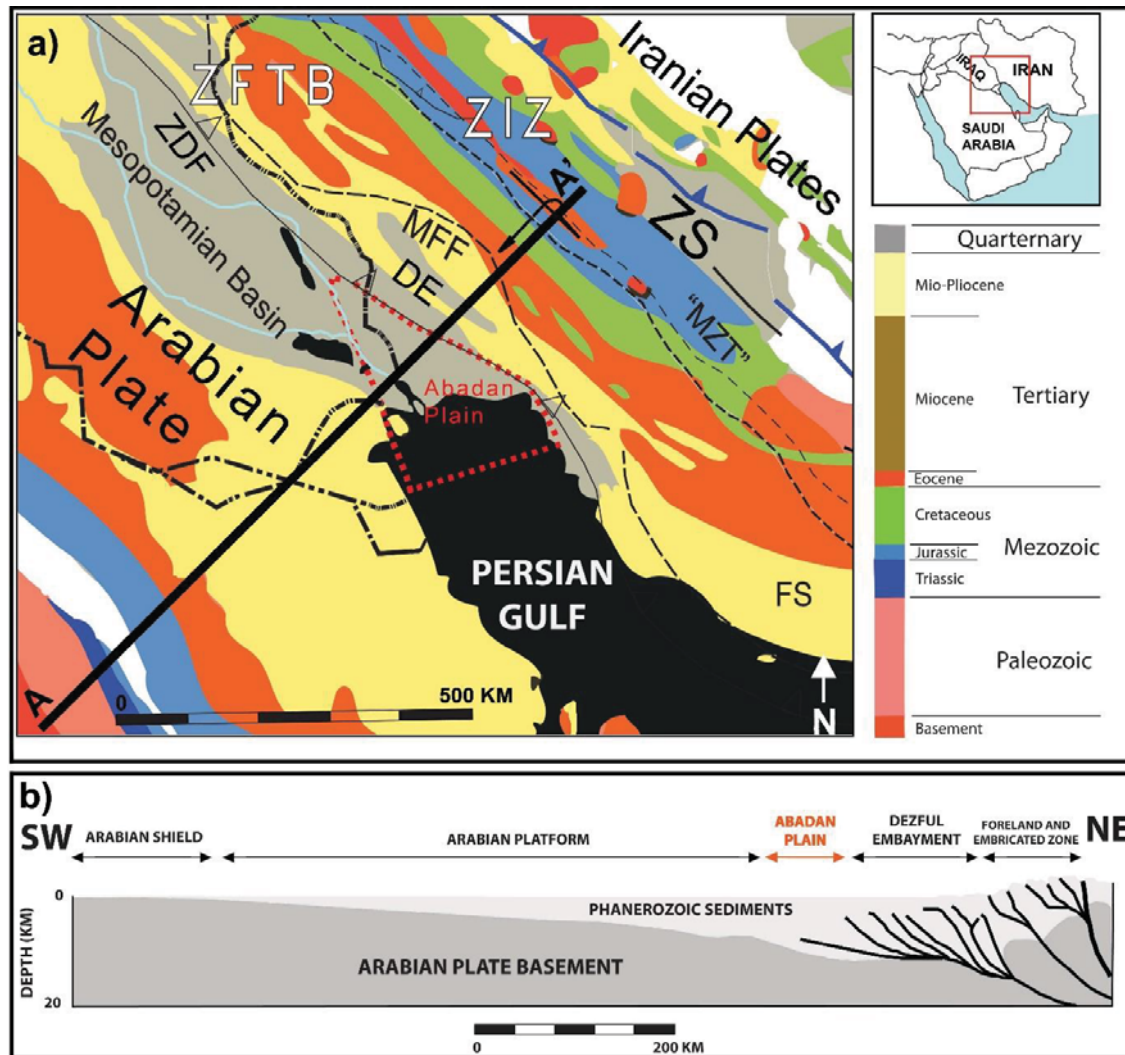 a)
ZFTB
ZDF
Mesopotamian Basin
MFF
DE
ZIZ
Iranian Plates
ZS
"MZT"
A'
Arabian
Plate
Abadan
Plain
PERSIAN
GULF
FS
A
0
500 KM
N
IRAQ
IRAN
SAUDI
ARABIA
Quarternary
Mio-Pliocene
Miocene
Tertiary
Eocene
Cretaceous
Jurassic
Mezozoic
Triassic
Paleozoic
Basement
b)
SW
ARABIAN SHIELD
ARABIAN PLATFORM
ABADAN
PLAIN
DEZFUL
EMBAYMENT
FORELAND AND
EMBRICATED ZONE
NE
0
DEPTH (KM)
20
PHANEROZOIC SEDIMENTS
ARABIAN PLATE BASEMENT
0
200 KM